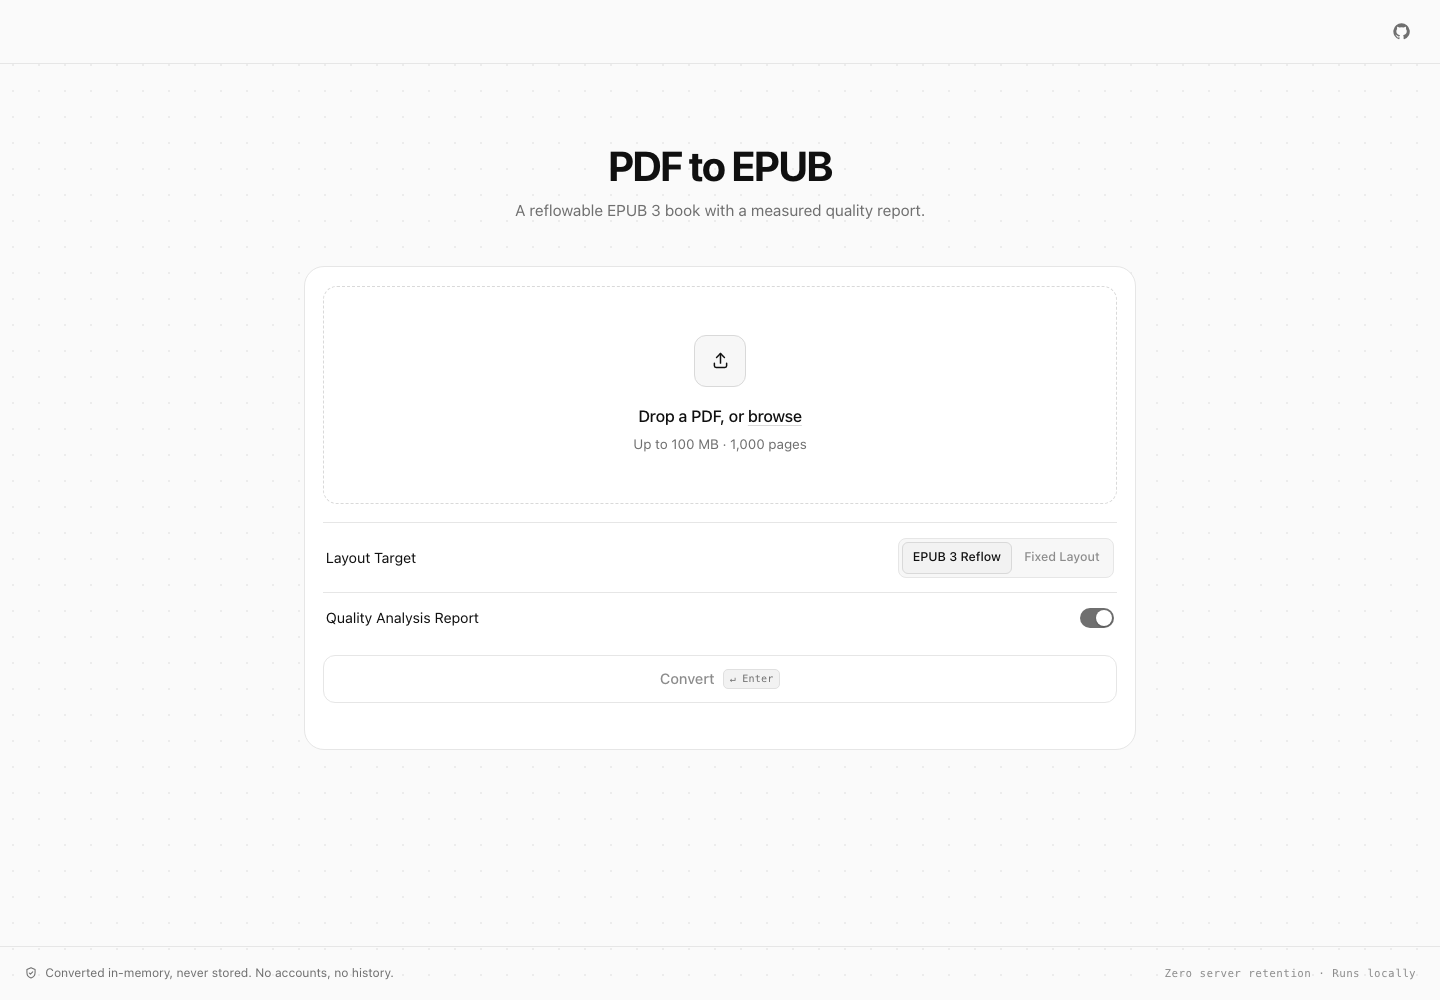 PDF to EPUB
A reflowable EPUB 3 book with a measured quality report.
Drop a PDF, or browse
Up to 100 MB · 1,000 pages
Layout Target
EPUB 3 Reflow
Fixed Layout
Quality Analysis Report
Convert ↵ Enter
Converted in-memory, never stored. No accounts, no history.
Zero server retention · Runs locally